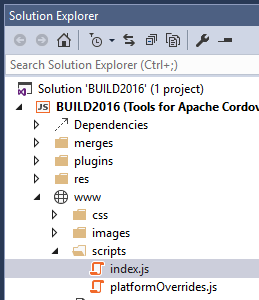 Solution Explorer
Search Solution Explorer (Ctrl+;)
Solution 'BUILD2016' (1 project)
JS BUILD2016 (Tools for Apache Cordov
Dependencies
merges
plugins
res
www
css
images
scripts
index.js
platformOverrides.js